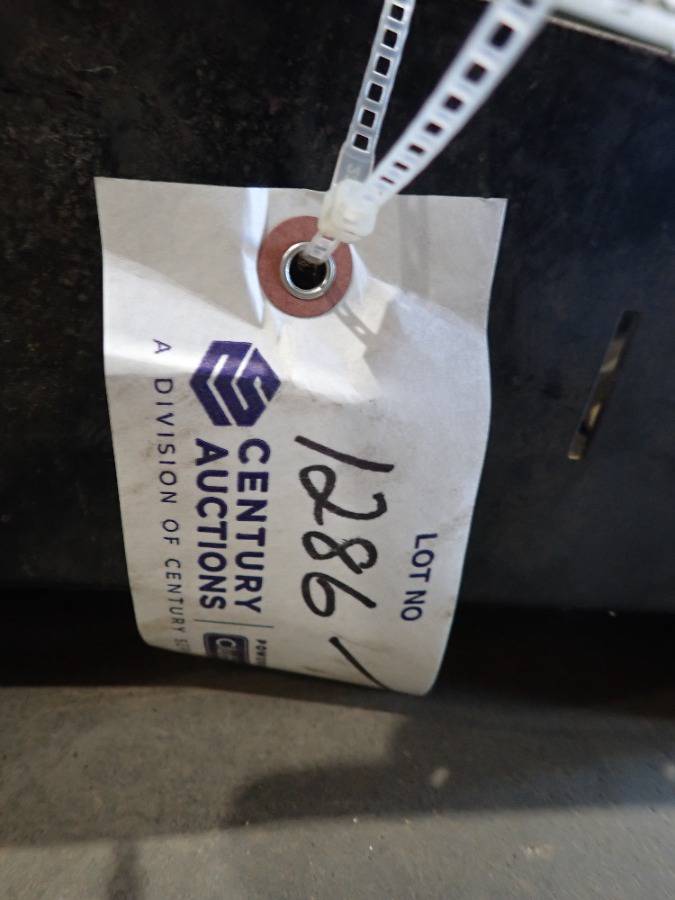 LOT NO
1286
CENTURY
AUCTIONS
A DIVISION OF CENTURY